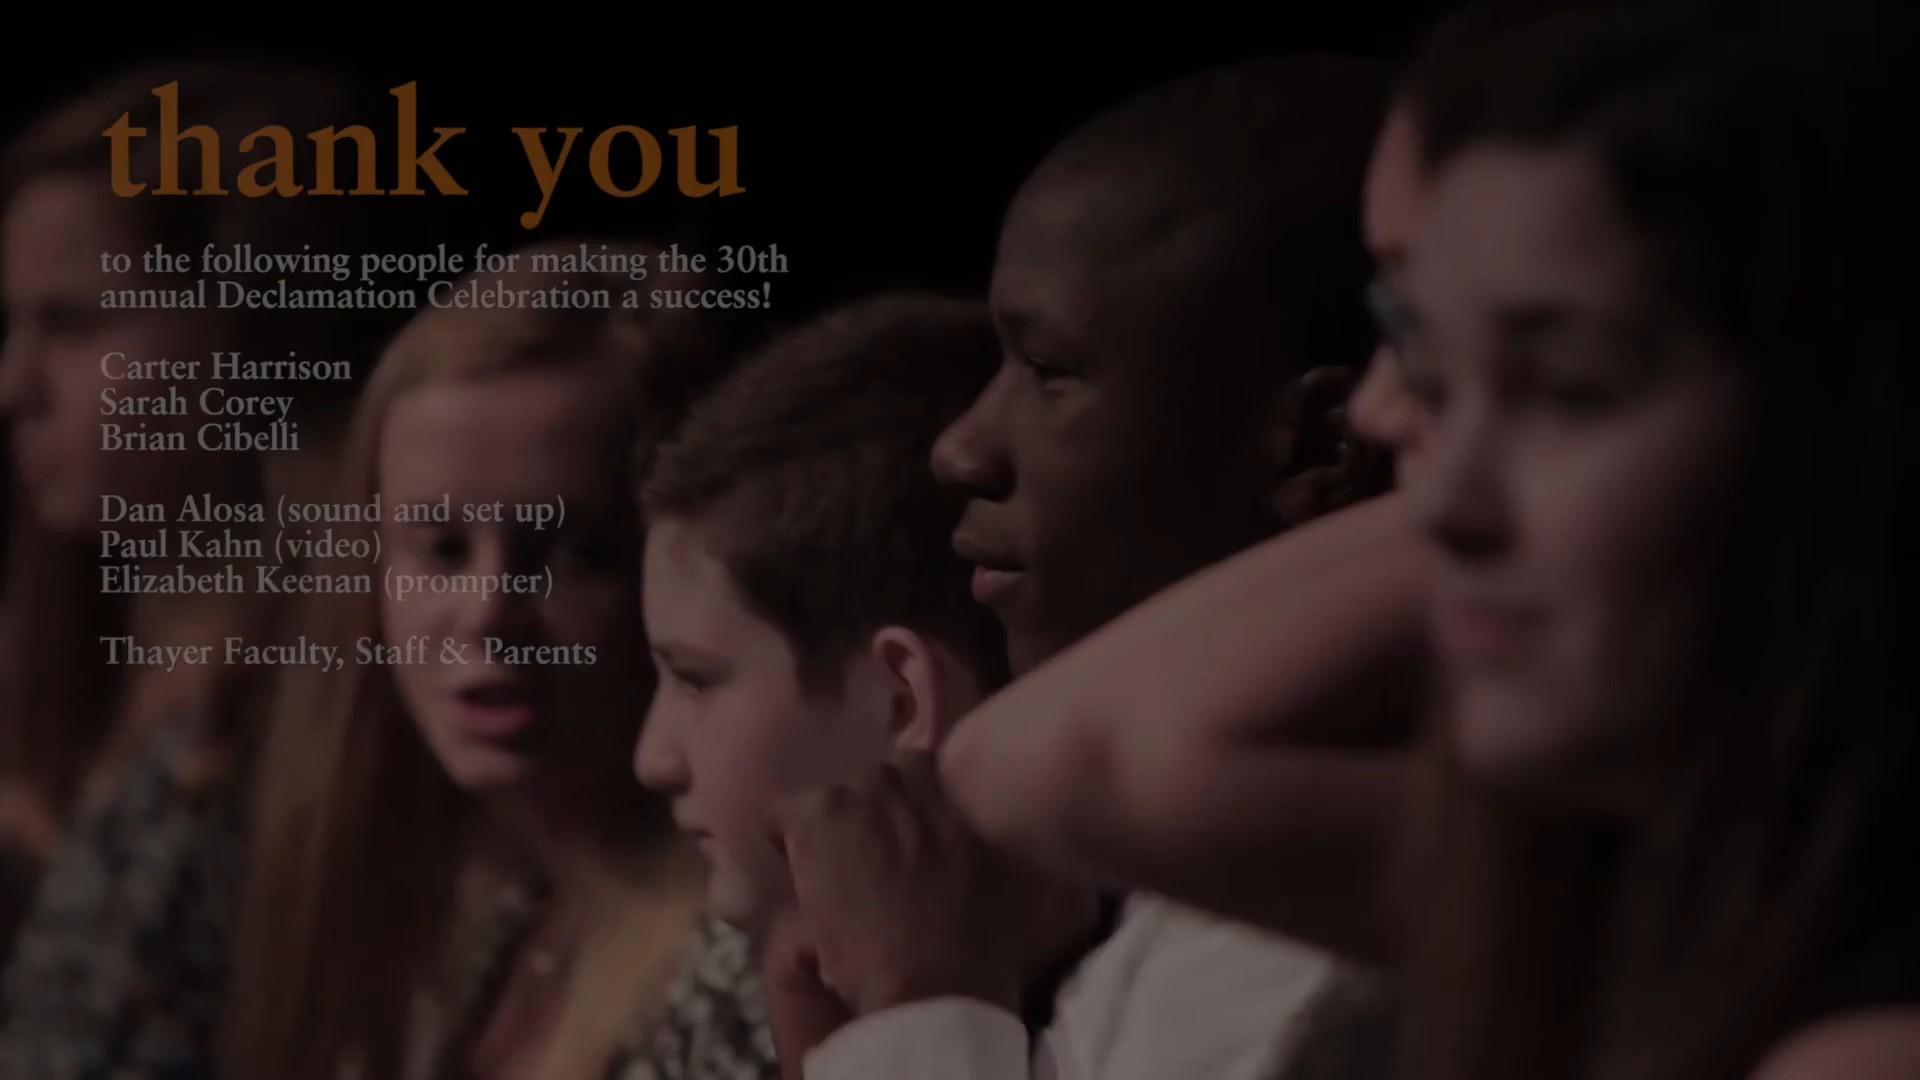 thank you
to the following people for making the 30th
annual Declamation Celebration a success!
Carter Harrison
Sarah Corey
Brian Cibelli
Dan Alosa (sound and set up)
Paul Kahn (video)
Elizabeth Keenan (prompter)
Thayer Faculty, Staff & Parents